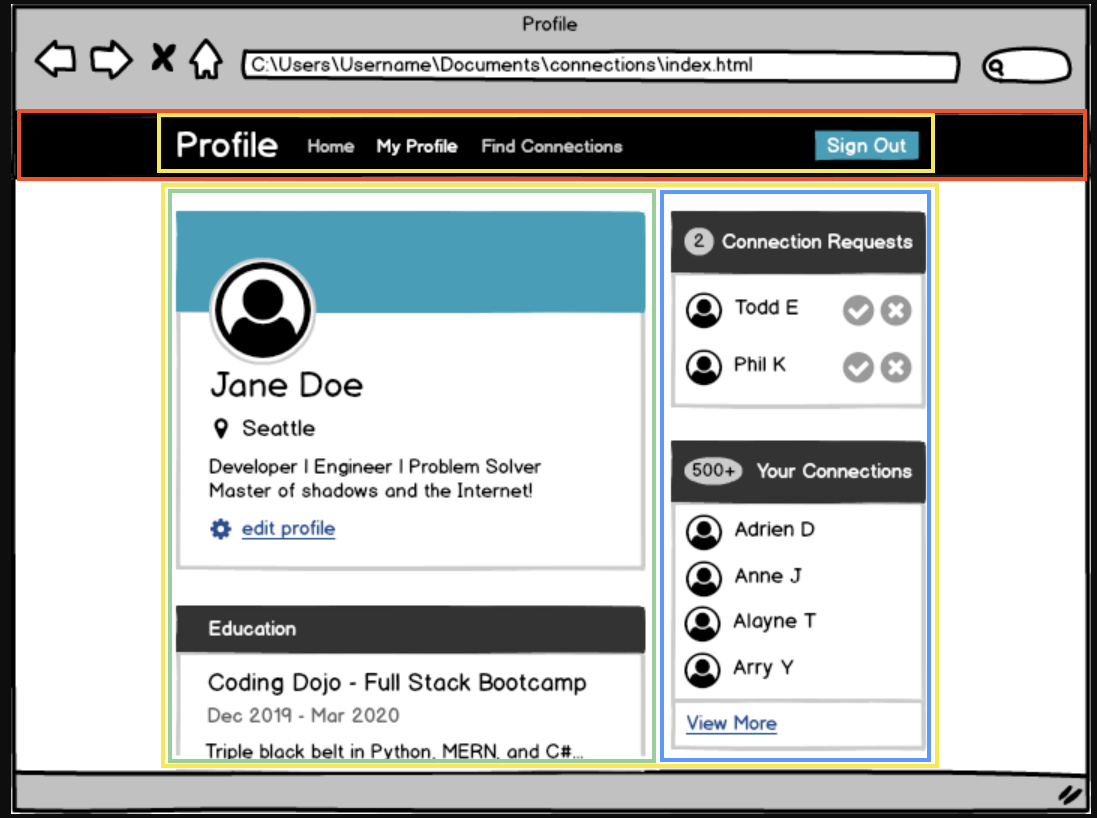 Profile
C:\Users\Username\Documents\connections\index.html
Profile Home My Profile Find Connections Sign Out
Jane Doe
Seattle
Developer | Engineer | Problem Solver
Master of shadows and the Internet!
edit profile
Education
Coding Dojo - Full Stack Bootcamp
Dec 2019 - Mar 2020
Triple black belt in Python, MERN, and C#...
2 Connection Requests
Todd E
Phil K
500+ Your Connections
Adrien D
Anne J
Alayne T
Arry Y
View More